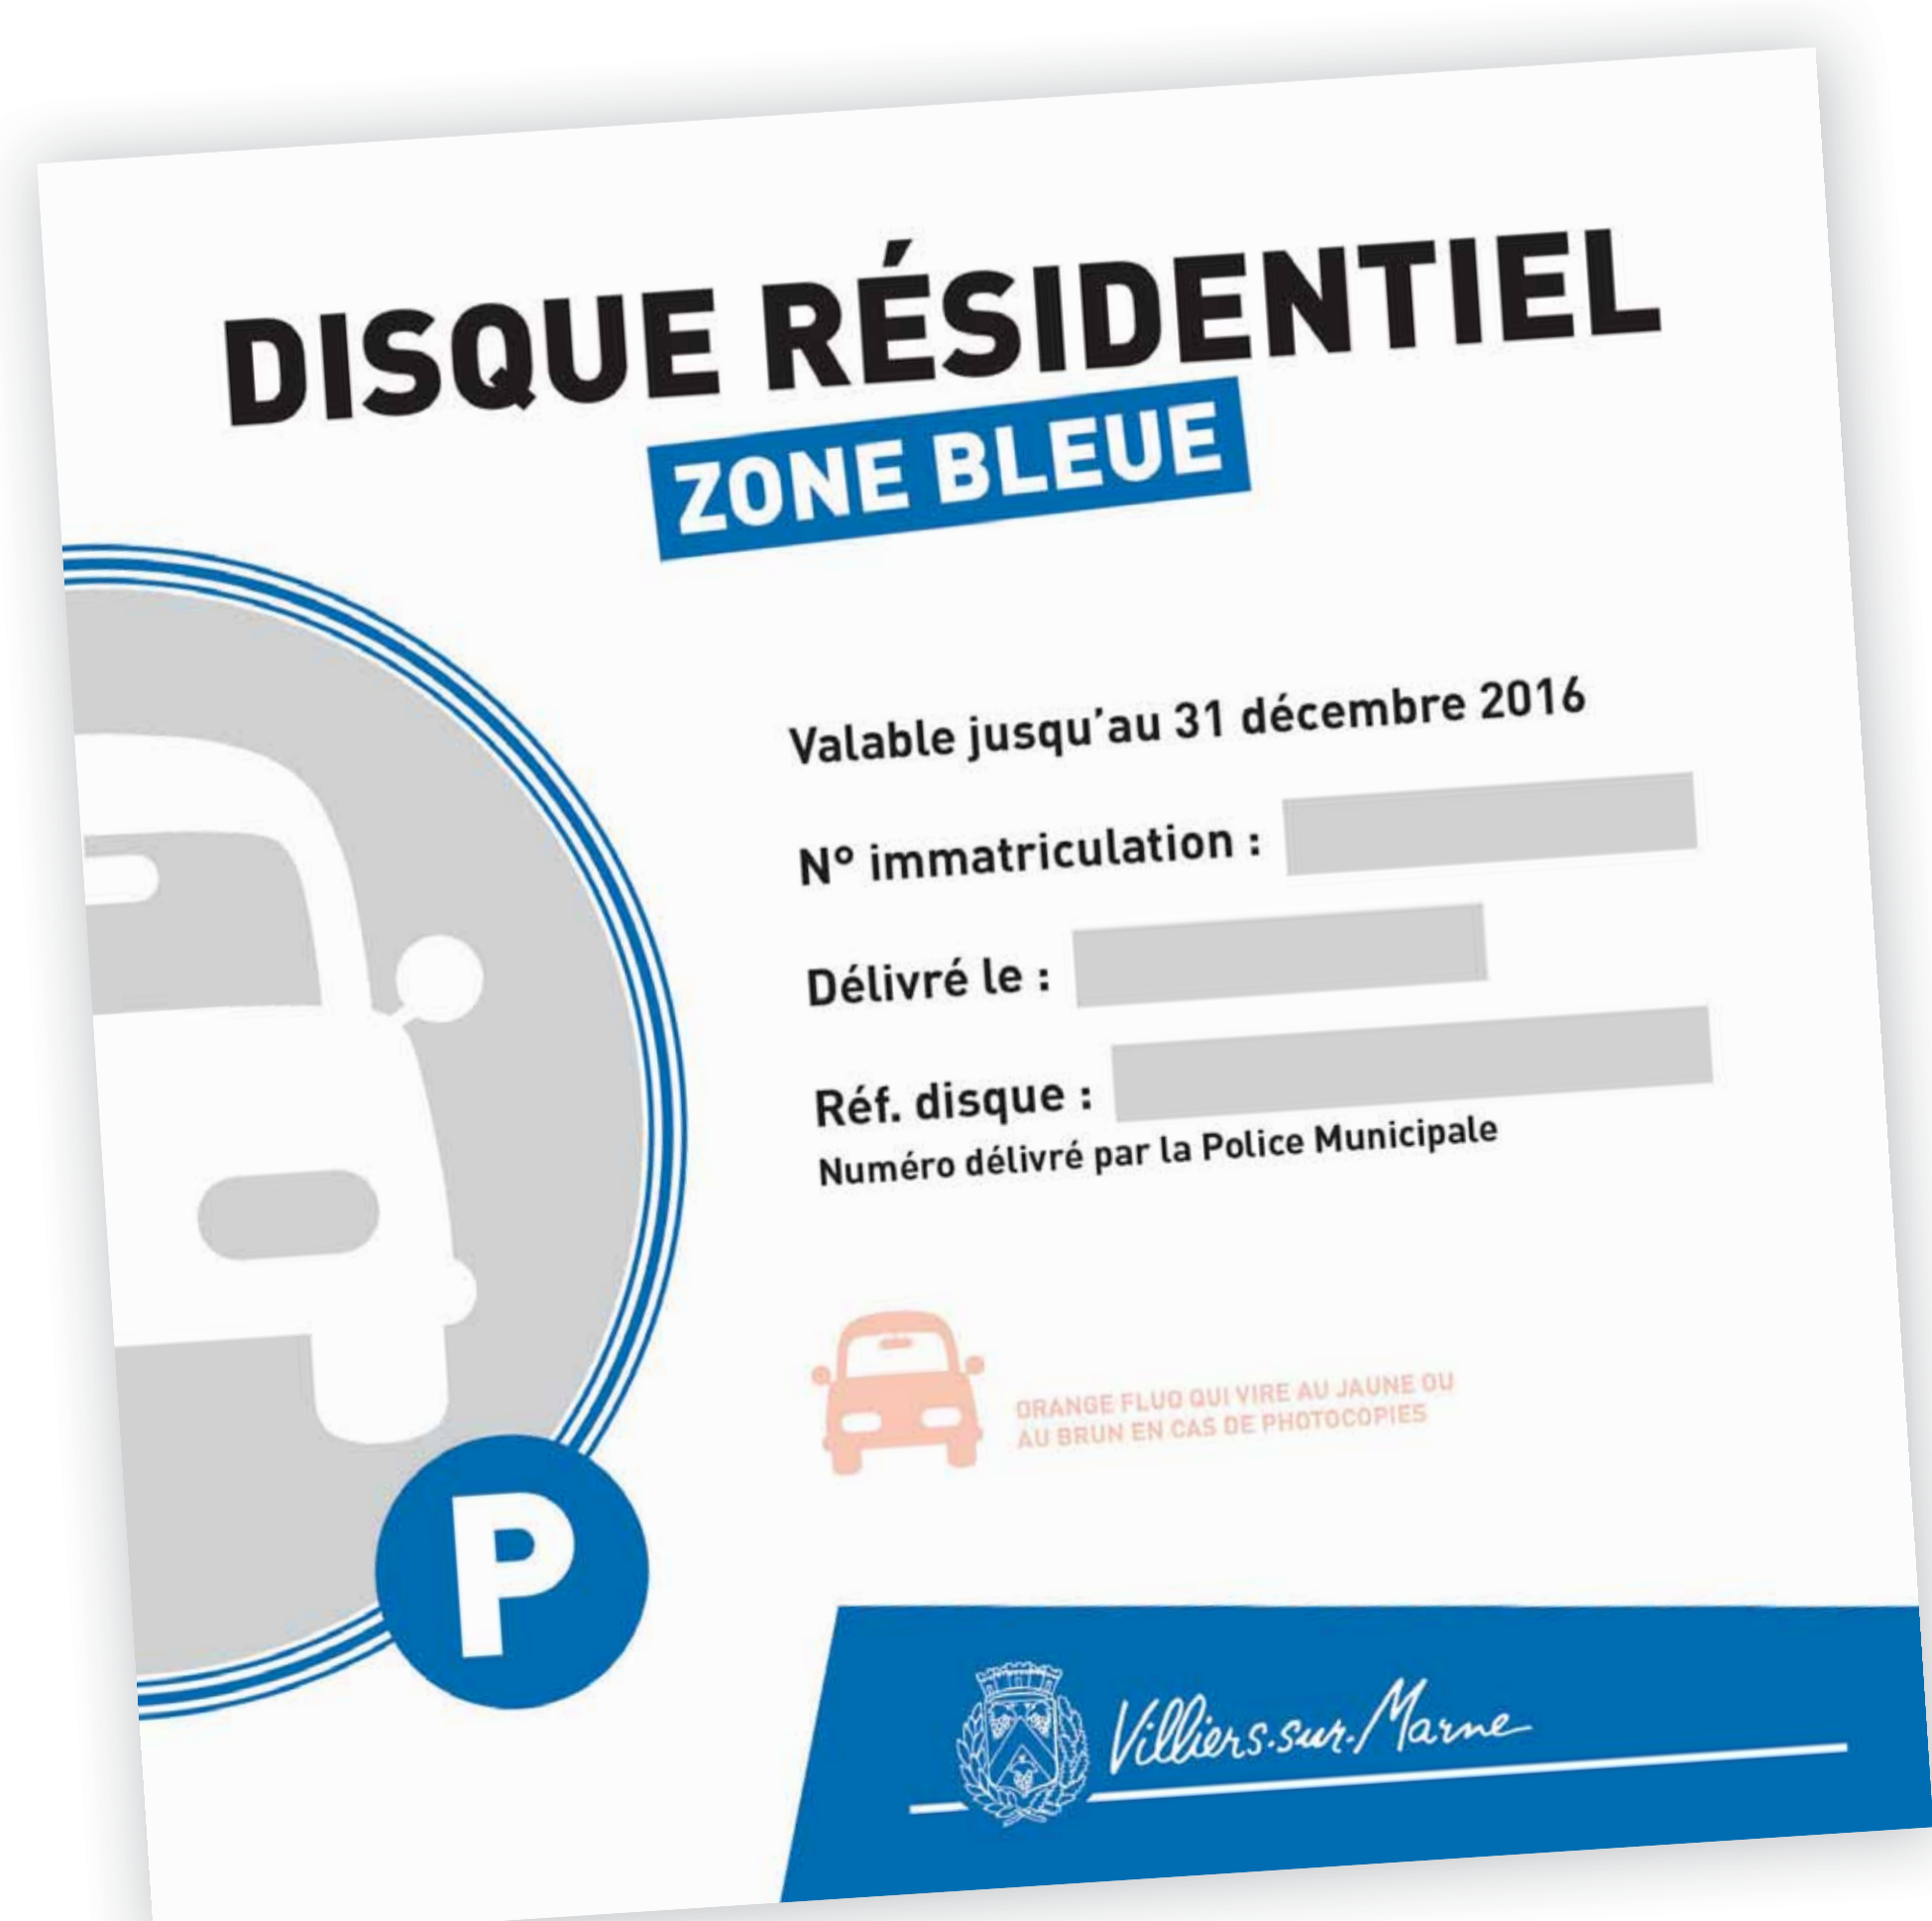 DISQUE RÉSIDENTIEL
ZONE BLEUE
Valable jusqu'au 31 décembre 2016
N° immatriculation :
Délivré le :
Réf. disque :
Numéro délivré par la Police Municipale
ORANGE FLUO QUI VIRE AU JAUNE OU
AU BRUN EN CAS DE PHOTOCOPIES
P
Villiers-sur-Marne